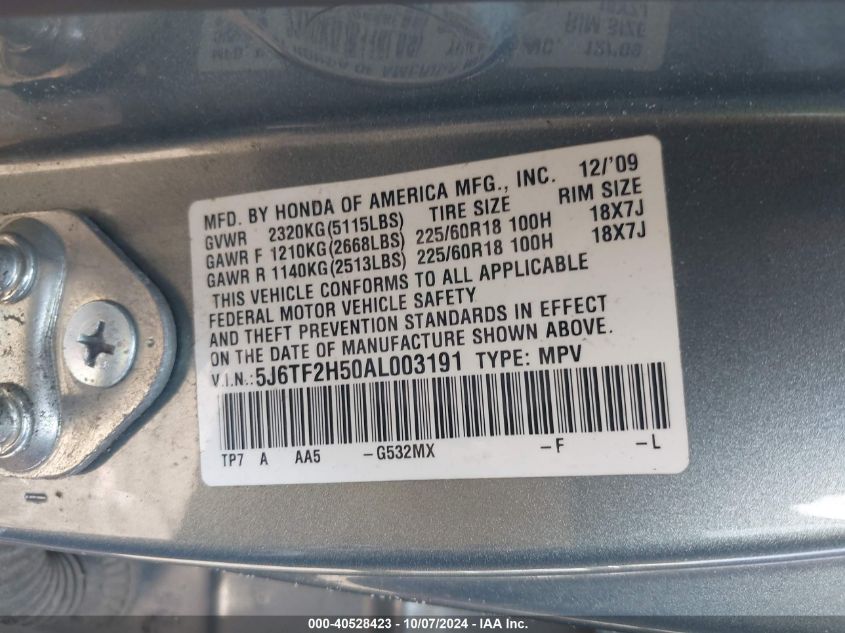 MFD. BY HONDA OF AMERICA MFG., INC. 12/'09
GVWR 2320KG(5115LBS) TIRE SIZE RIM SIZE
GAWR F 1210KG(2668LBS) 225/60R18 100H 18X7J
GAWR R 1140KG(2513LBS) 225/60R18 100H 18X7J
THIS VEHICLE CONFORMS TO ALL APPLICABLE
FEDERAL MOTOR VEHICLE SAFETY
AND THEFT PREVENTION STANDARDS IN EFFECT
ON THE DATE OF MANUFACTURE SHOWN ABOVE.
V.I.N.:5J6TF2H50AL003191 TYPE: MPV
TP7 A AA5 -G532MX -F -L
000-40528423 - 10/07/2024 - IAAI.com